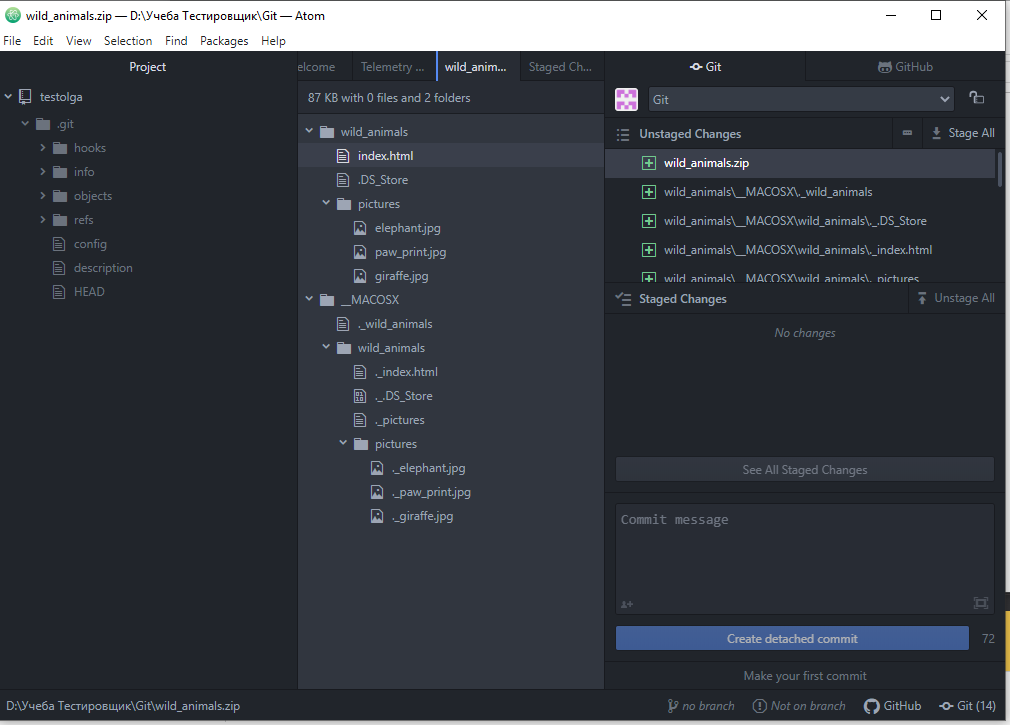 wild_animals.zip — D:\Учеба Тестировщик\Git — Atom
File Edit View Selection Find Packages Help
Project
testolga
.git
hooks
info
objects
refs
config
description
HEAD
elcome
Telemetry ...
wild_anim...
Staged Ch...
87 KB with 0 files and 2 folders
wild_animals
index.html
.DS_Store
pictures
elephant.jpg
paw_print.jpg
giraffe.jpg
__MACOSX
._wild_animals
wild_animals
._index.html
._.DS_Store
._pictures
pictures
._elephant.jpg
._paw_print.jpg
._giraffe.jpg
Git
GitHub
Git
Unstaged Changes
Stage All
wild_animals.zip
wild_animals\__MACOSX\._wild_animals
wild_animals\__MACOSX\wild_animals\._.DS_Store
wild_animals\__MACOSX\wild_animals\._index.html
wild_animals\__MACOSX\wild_animals\._pictures
Staged Changes
Unstage All
No changes
See All Staged Changes
Commit message
Create detached commit
72
Make your first commit
D:\Учеба Тестировщик\Git\wild_animals.zip
no branch
Not on branch
GitHub
Git (14)